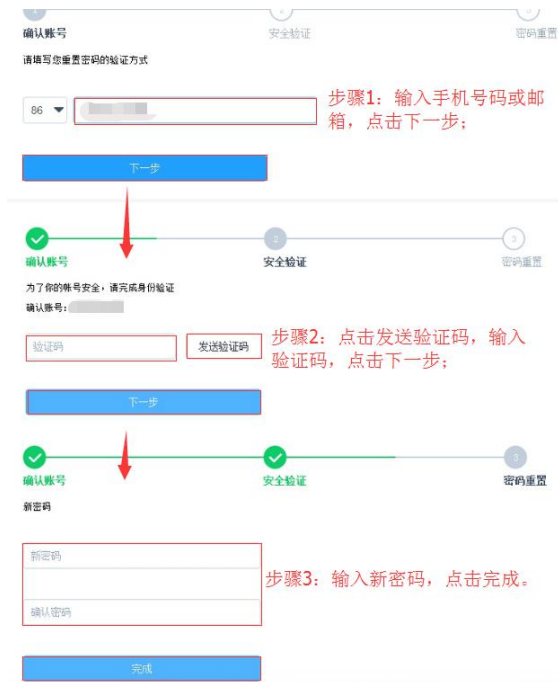 1
2
3
确认账号
安全验证
密码重置
请填写您重置密码的验证方式
86
步骤1：输入手机号码或邮
箱，点击下一步；
下一步
2
3
确认账号
安全验证
密码重置
为了你的帐号安全，请完成身份验证
确认账号：
验证码
发送验证码
步骤2：点击发送验证码，输入
验证码，点击下一步；
下一步
3
确认账号
安全验证
密码重置
新密码
新密码
步骤3：输入新密码，点击完成。
确认密码
完成